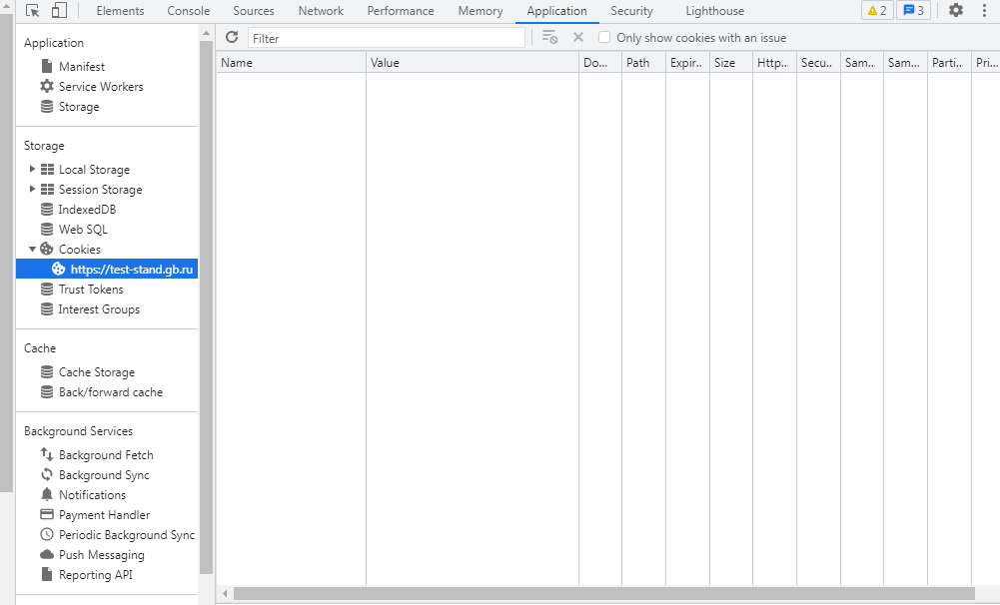 Elements Console Sources Network Performance Memory Application Security Lighthouse 2 3
Application
Manifest
Service Workers
Storage
Storage
Local Storage
Session Storage
IndexedDB
Web SQL
Cookies
https://test-stand.gb.ru
Trust Tokens
Interest Groups
Cache
Cache Storage
Back/forward cache
Background Services
Background Fetch
Background Sync
Notifications
Payment Handler
Periodic Background Sync
Push Messaging
Reporting API
Filter Only show cookies with an issue
Name Value Do... Path Expir.. Size Http... Secu... Sam... Sam... Parti... Pri...